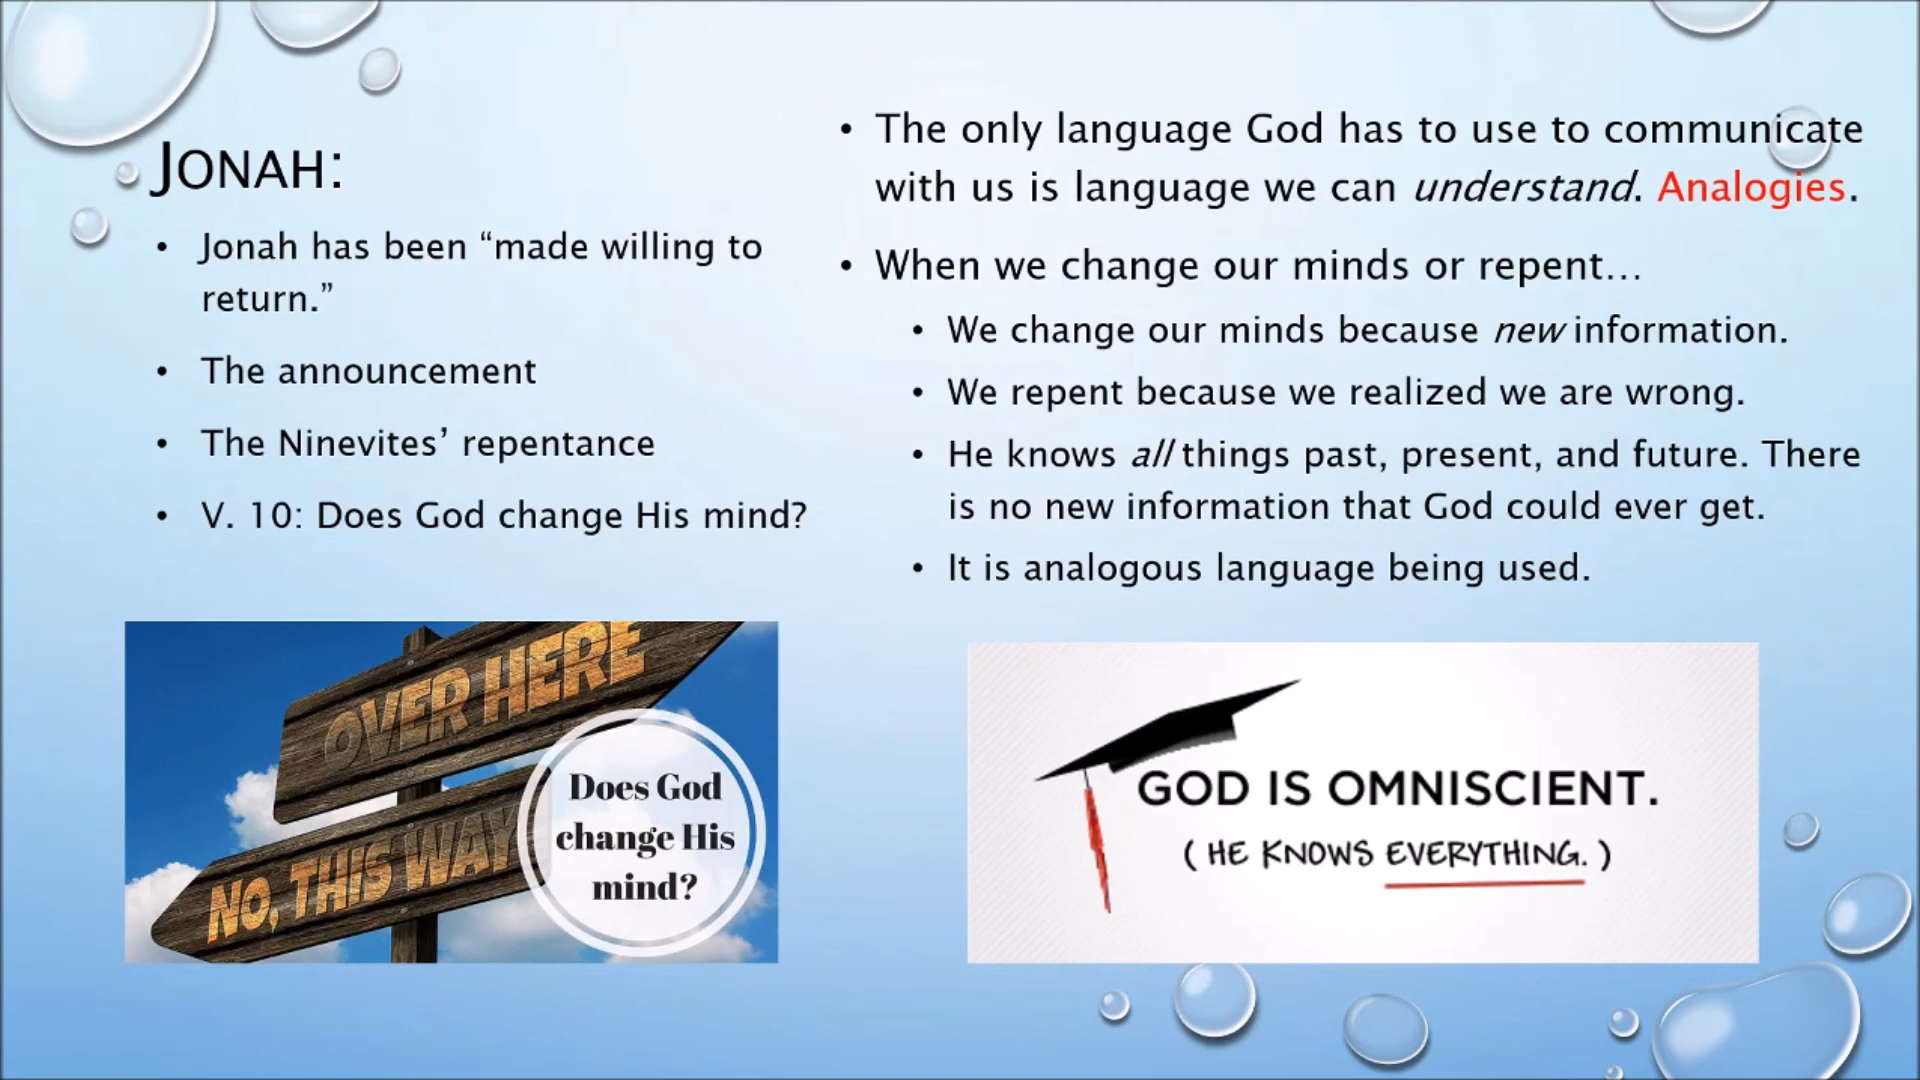 JONAH:
• Jonah has been “made willing to
return.”
• The announcement
• The Ninevites’ repentance
• V. 10: Does God change His mind?
OVER HERE
NO, THIS WAY
Does God
change His
mind?
• The only language God has to use to communicate
with us is language we can understand. Analogies.
• When we change our minds or repent…
• We change our minds because new information.
• We repent because we realized we are wrong.
• He knows all things past, present, and future. There
is no new information that God could ever get.
• It is analogous language being used.
GOD IS OMNISCIENT.
( HE KNOWS EVERYTHING. )